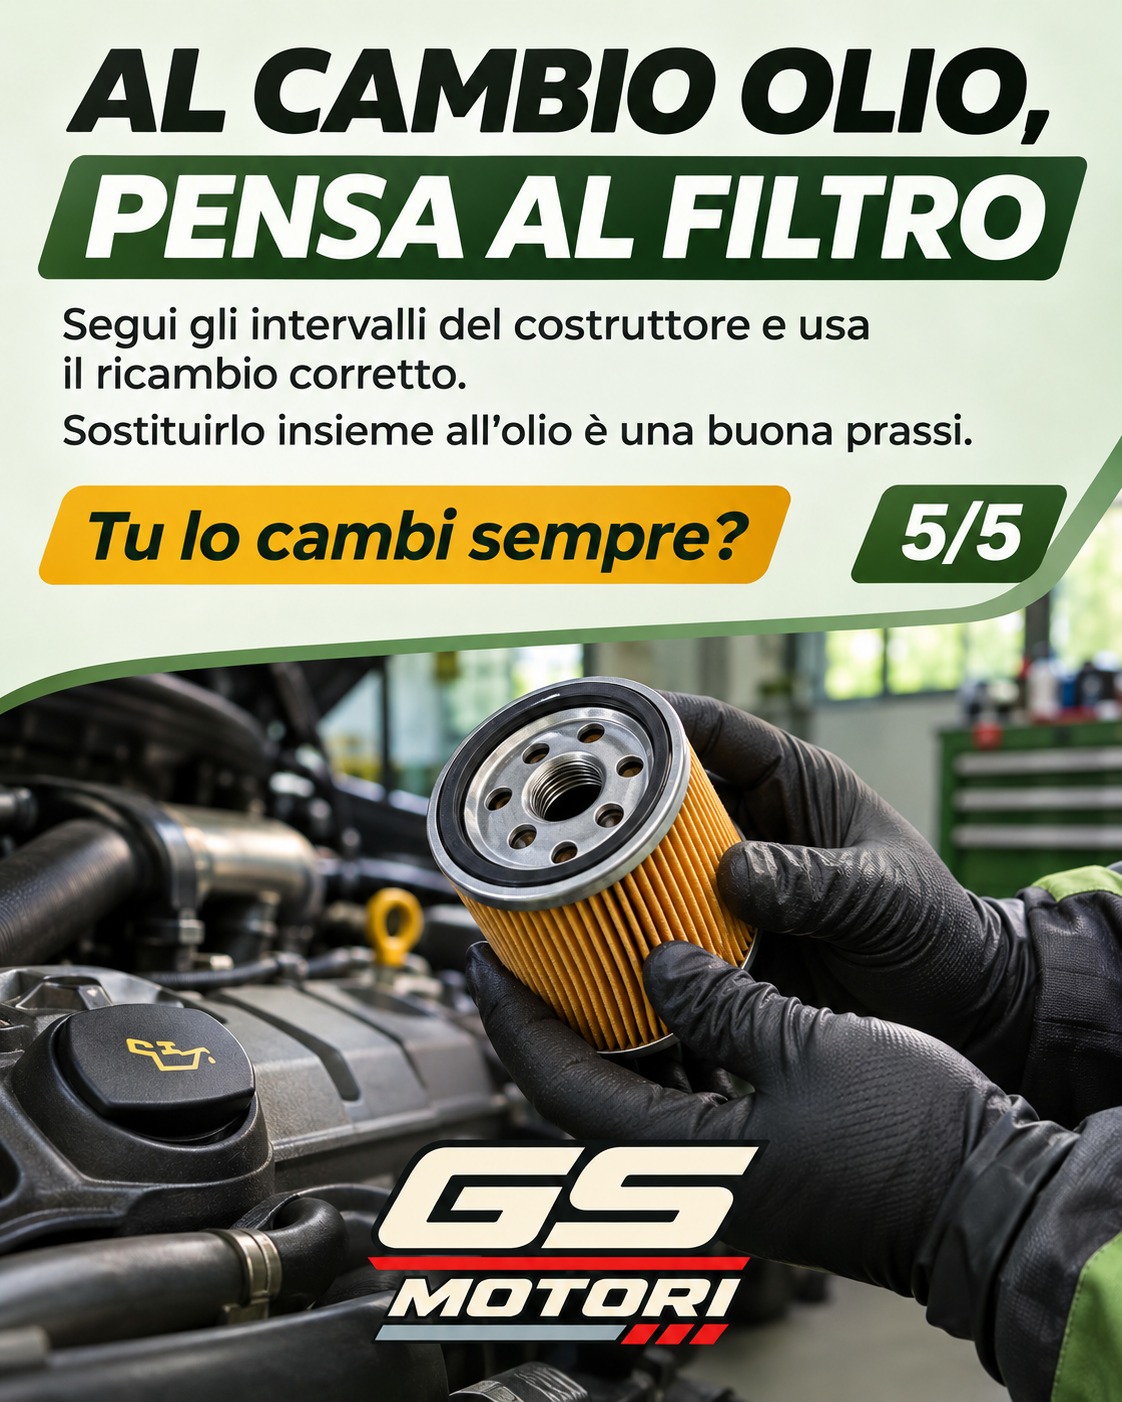 AL CAMBIO OLIO,
PENSA AL FILTRO
Segui gli intervalli del costruttore e usa
il ricambio corretto.
Sostituirlo insieme all’olio è una buona prassi.
Tu lo cambi sempre?
5/5
GS
MOTORI